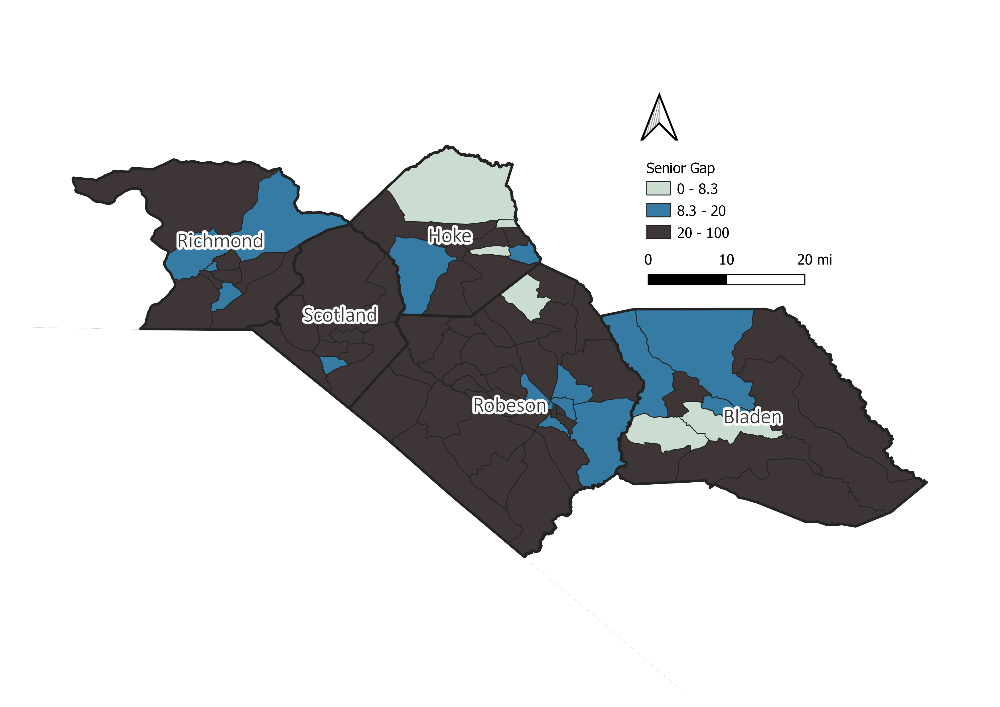 Senior Gap
0 - 8.3
8.3 - 20
20 - 100
0 10 20 mi
Richmond
Hoke
Scotland
Robeson
Bladen